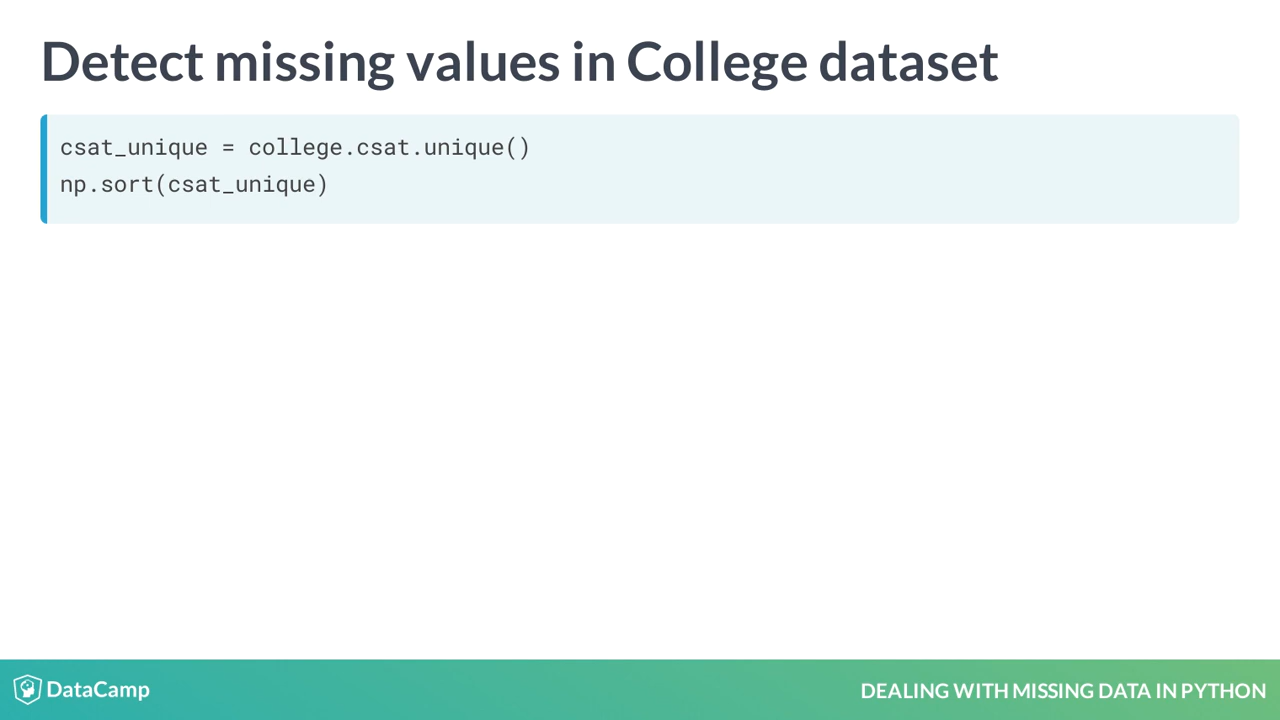 Detect missing values in College dataset
csat_unique = college.csat.unique()
np.sort(csat_unique)
DataCamp
DEALING WITH MISSING DATA IN PYTHON